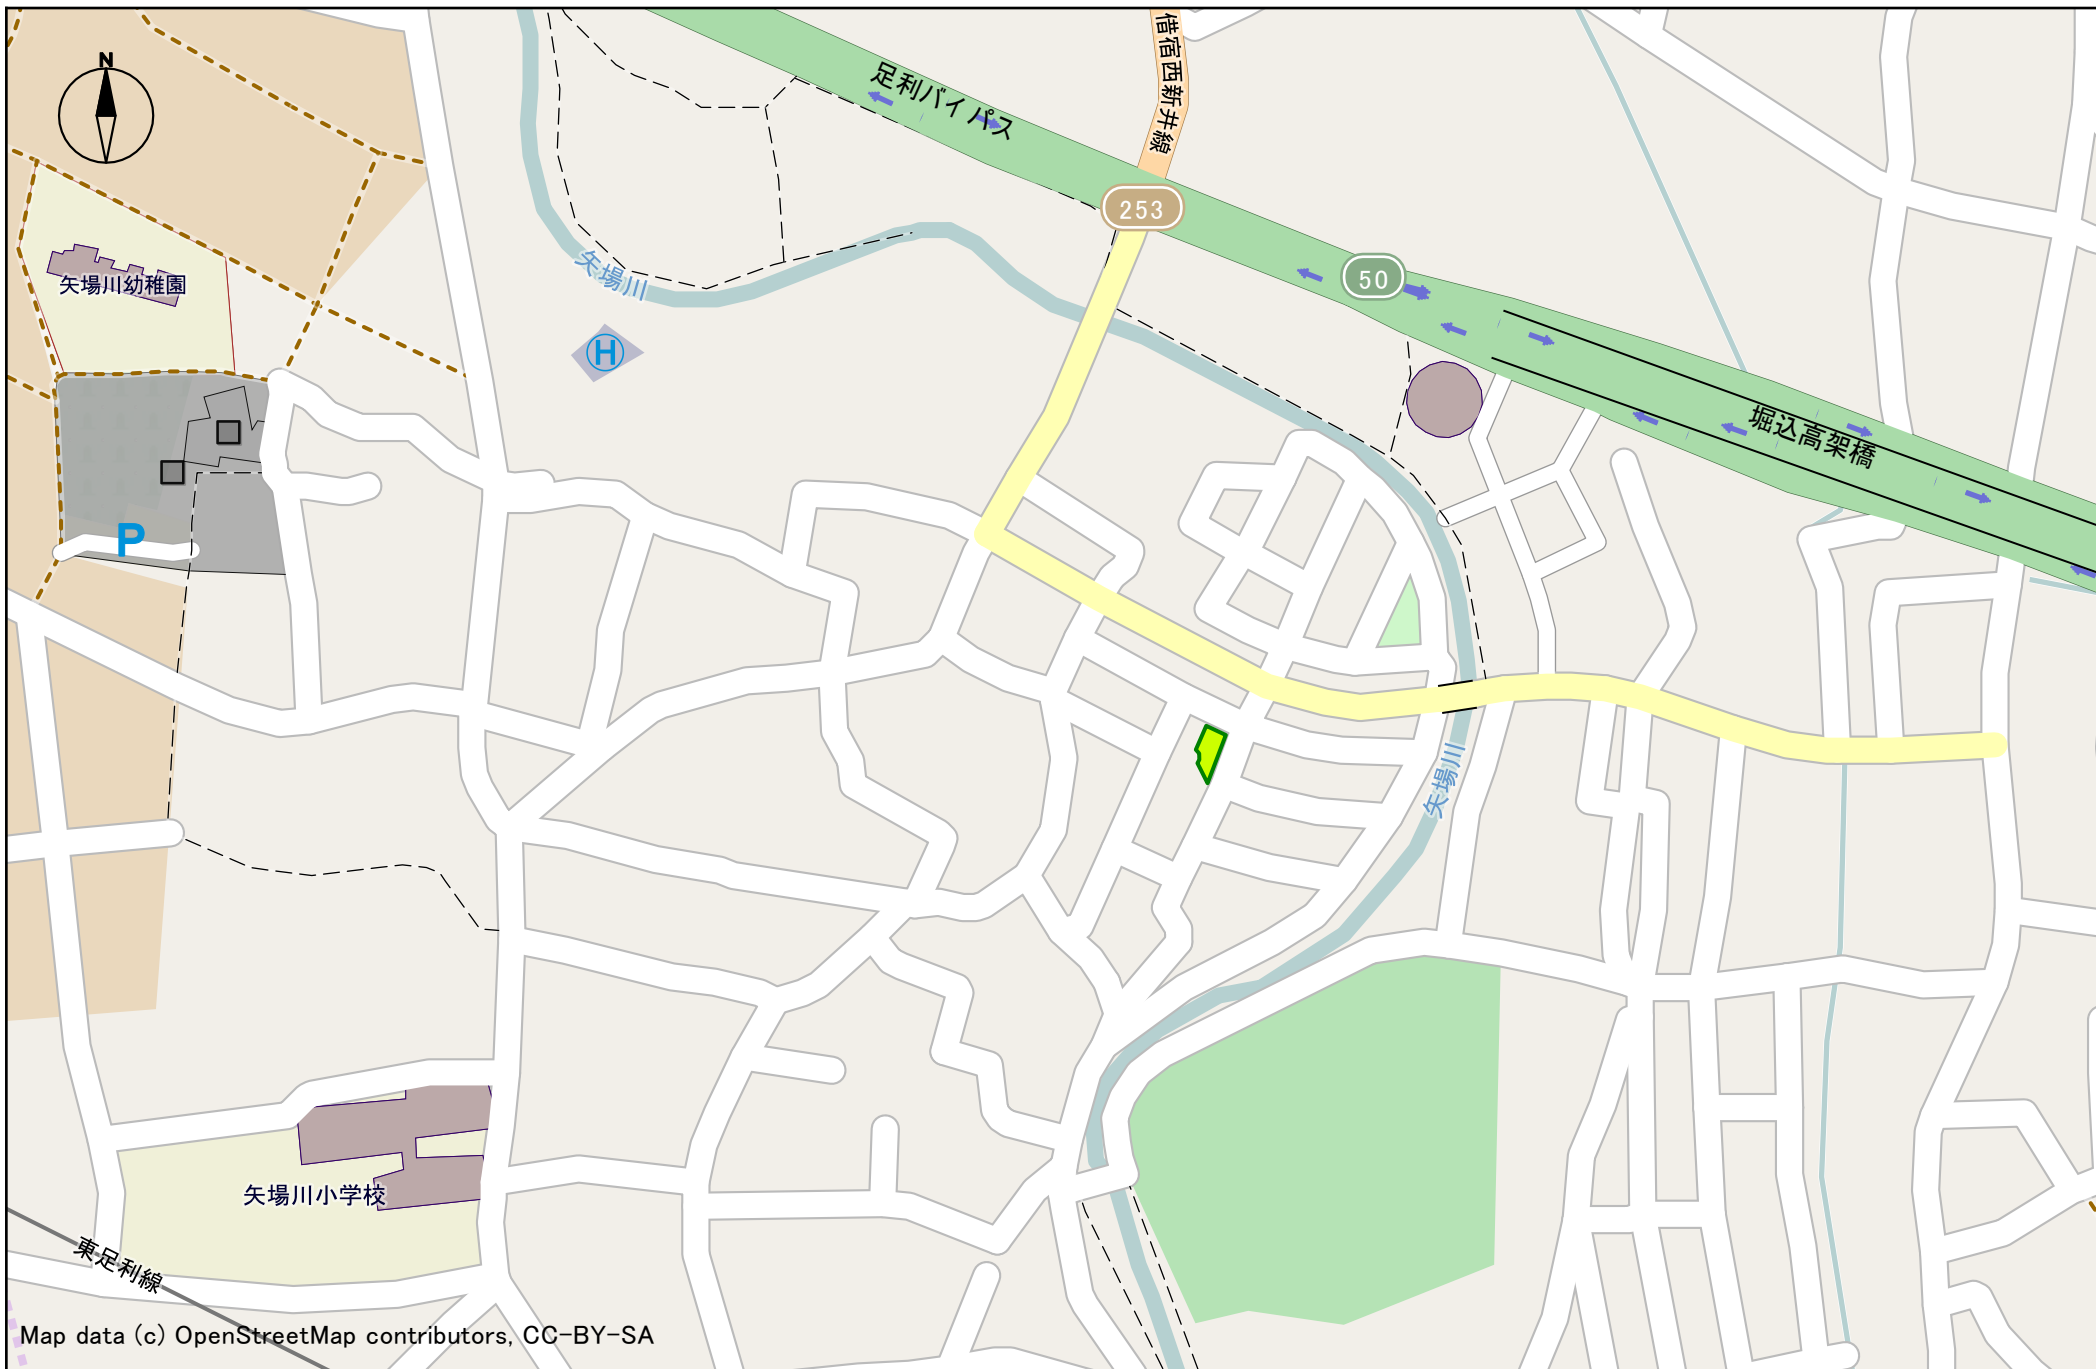 N
借宿西新井線
足利バイパス
253
50
矢場川幼稚園
矢場川
H
堀込高架橋
P
矢場川
矢場川小学校
東足利線
Map data (c) OpenStreetMap contributors, CC-BY-SA